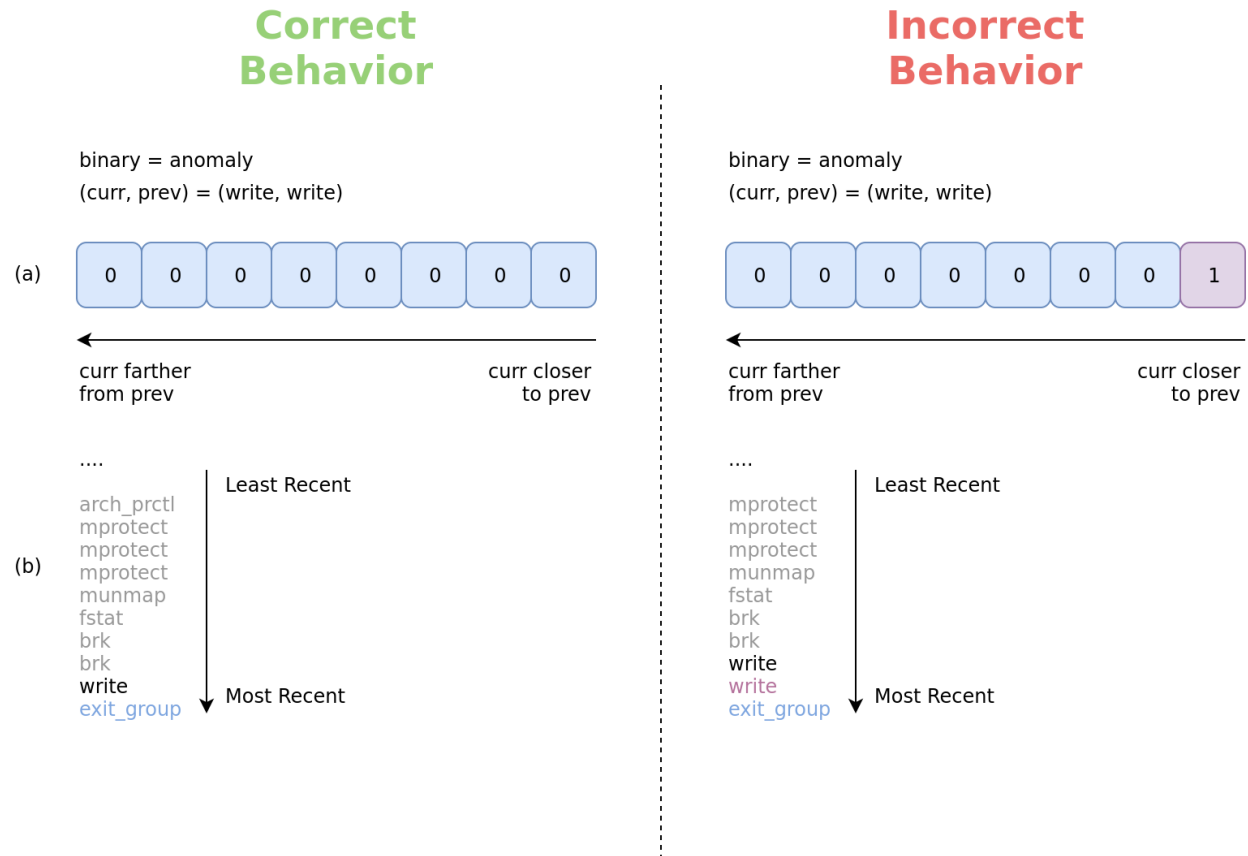 Correct
Behavior
binary = anomaly
(curr, prev) = (write, write)
(a)
0 0 0 0 0 0 0 0
curr farther
from prev
curr closer
to prev
....
Least Recent
arch_prctl
mprotect
mprotect
mprotect
(b)
munmap
fstat
brk
brk
write
Most Recent
exit_group
Incorrect
Behavior
binary = anomaly
(curr, prev) = (write, write)
0 0 0 0 0 0 0 1
curr farther
from prev
curr closer
to prev
....
Least Recent
mprotect
mprotect
mprotect
munmap
fstat
brk
brk
write
write
Most Recent
exit_group